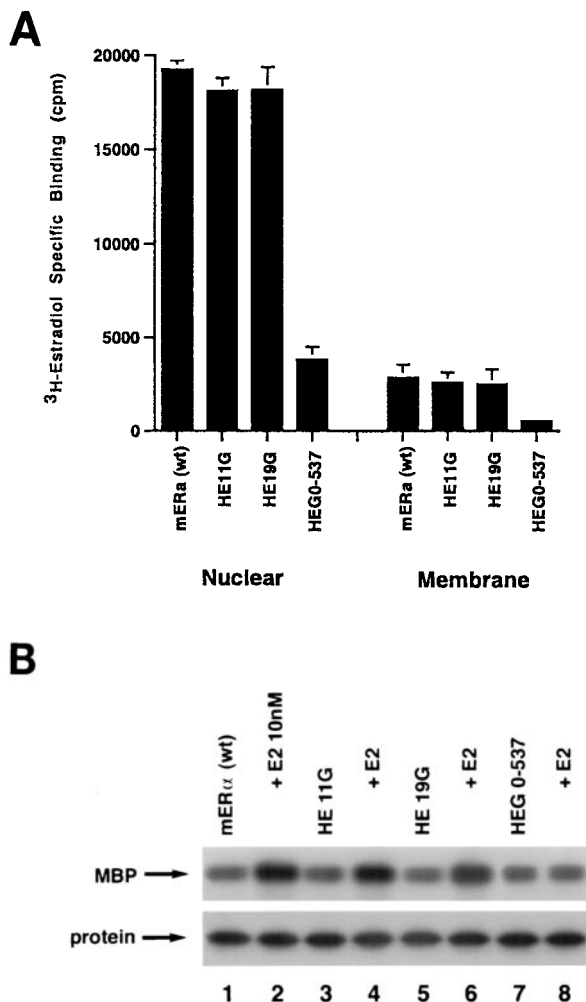 A
³H-Estradiol Specific Binding (cpm)
20000
15000
10000
5000
0
mERa (wt)
HE11G
HE19G
HEG0-537
mERa (wt)
HE11G
HE19G
HEG0-537
Nuclear
Membrane
B
mERα (wt)
+ E2 10nM
HE 11G
+ E2
HE 19G
+ E2
HEG 0-537
+ E2
MBP
protein
1 2 3 4 5 6 7 8